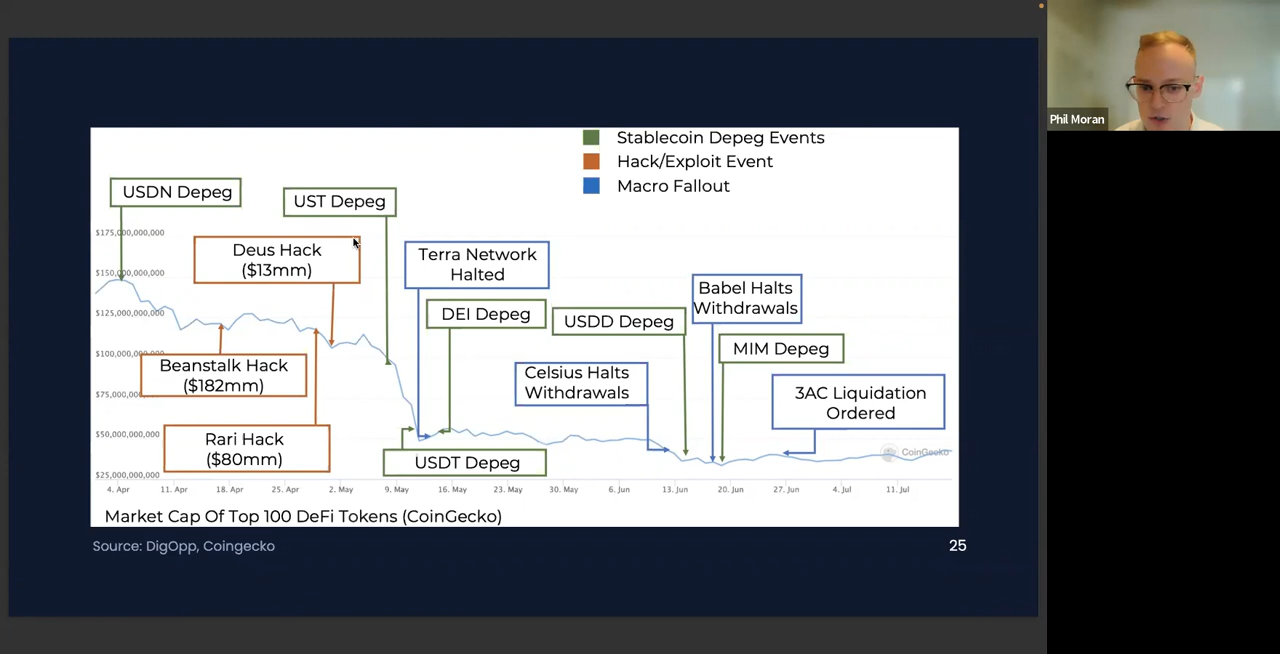 Stablecoin Depeg Events
Hack/Exploit Event
Macro Fallout
USDN Depeg
UST Depeg
Deus Hack
($13mm)
Terra Network
Halted
DEI Depeg
USDD Depeg
Babel Halts
Withdrawals
MIM Depeg
Beanstalk Hack
($182mm)
Celsius Halts
Withdrawals
3AC Liquidation
Ordered
Rari Hack
($80mm)
USDT Depeg
$175,000,000,000
$150,000,000,000
$125,000,000,000
$100,000,000,000
$75,000,000,000
$50,000,000,000
$25,000,000,000
CoinGecko
4. Apr
11. Apr
18. Apr
25. Apr
2. May
9. May
16. May
23. May
30. May
6. Jun
13. Jun
20. Jun
27. Jun
4. Jul
11. Jul
Market Cap Of Top 100 DeFi Tokens (CoinGecko)
Source: DigOpp, Coingecko
25
Phil Moran